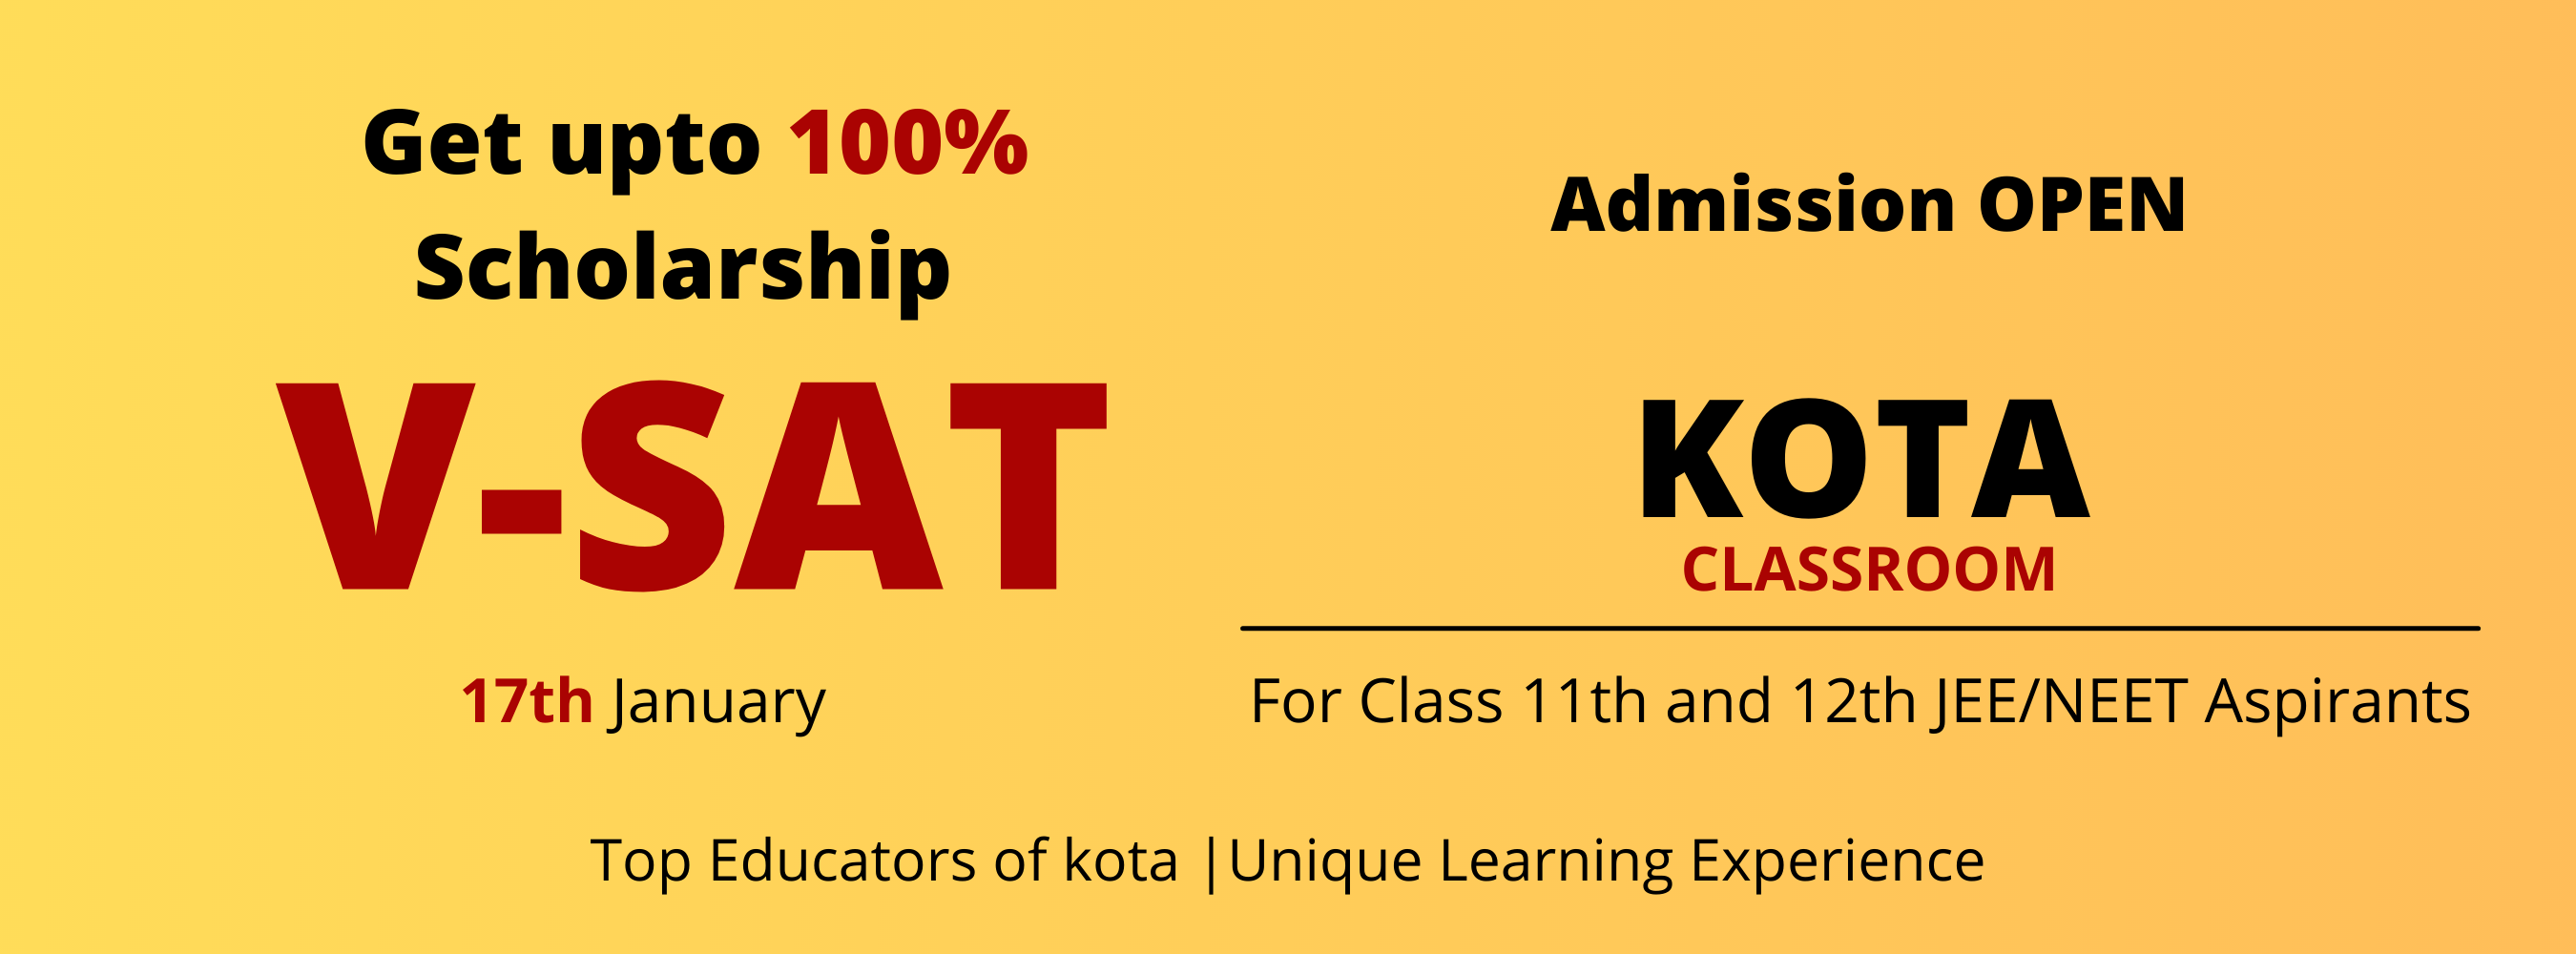 Get upto 100%
Scholarship
V-SAT
17th January
Admission OPEN
KOTA
CLASSROOM
For Class 11th and 12th JEE/NEET Aspirants
Top Educators of kota |Unique Learning Experience